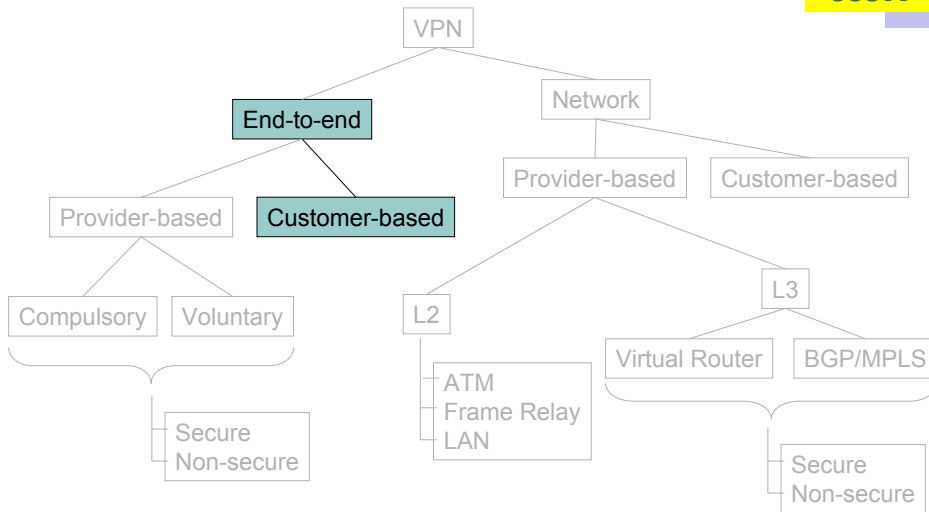 VPN
End-to-end
Network
Provider-based
Customer-based
Provider-based
Customer-based
Compulsory
Voluntary
L2
L3
Virtual Router
BGP/MPLS
ATM
Frame Relay
LAN
Secure
Non-secure
Secure
Non-secure